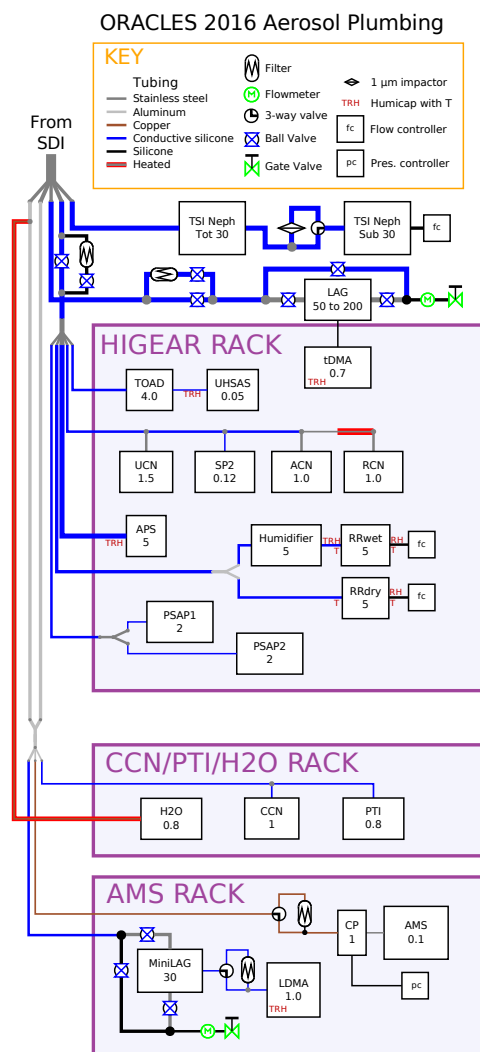 ORACLES 2016 Aerosol Plumbing
KEY
Tubing
Stainless steel
Aluminum
Copper
Conductive silicone
Silicone
Heated
Filter
M
Flowmeter
3-way valve
Ball Valve
Gate Valve
1 μm impactor
TRH
Humicap with T
fc
Flow controller
pc
Pres. controller
From
SDI
TSI Neph
Tot 30
TSI Neph
Sub 30
fc
LAG
50 to 200
M
HIGEAR RACK
tDMA
0.7
TRH
TOAD
4.0
TRH
UHSAS
0.05
UCN
1.5
SP2
0.12
ACN
1.0
RCN
1.0
APS
5
TRH
Humidifier
5
TRH
T
RRwet
5
RH
T
fc
RRdry
5
T
RH
T
fc
PSAP1
2
PSAP2
2
CCN/PTI/H2O RACK
H2O
0.8
CCN
1
PTI
0.8
AMS RACK
CP
1
AMS
0.1
pc
MiniLAG
30
LDMA
1.0
TRH
M